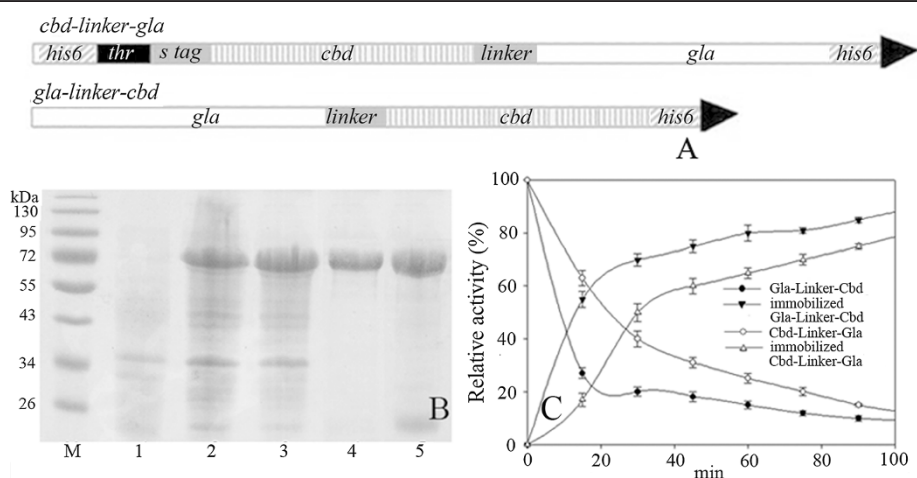 cbd-linker-gla
his6 thr s tag cbd linker gla his6
gla-linker-cbd
gla linker cbd his6
A
kDa
130
95
72
55
43
34
26
B
M 1 2 3 4 5
100
80
60
40
20
0
Relative activity (%)
Gla-Linker-Cbd
immobilized
Gla-Linker-Cbd
Cbd-Linker-Gla
immobilized
Cbd-Linker-Gla
C
0 20 40 60 80 100
min